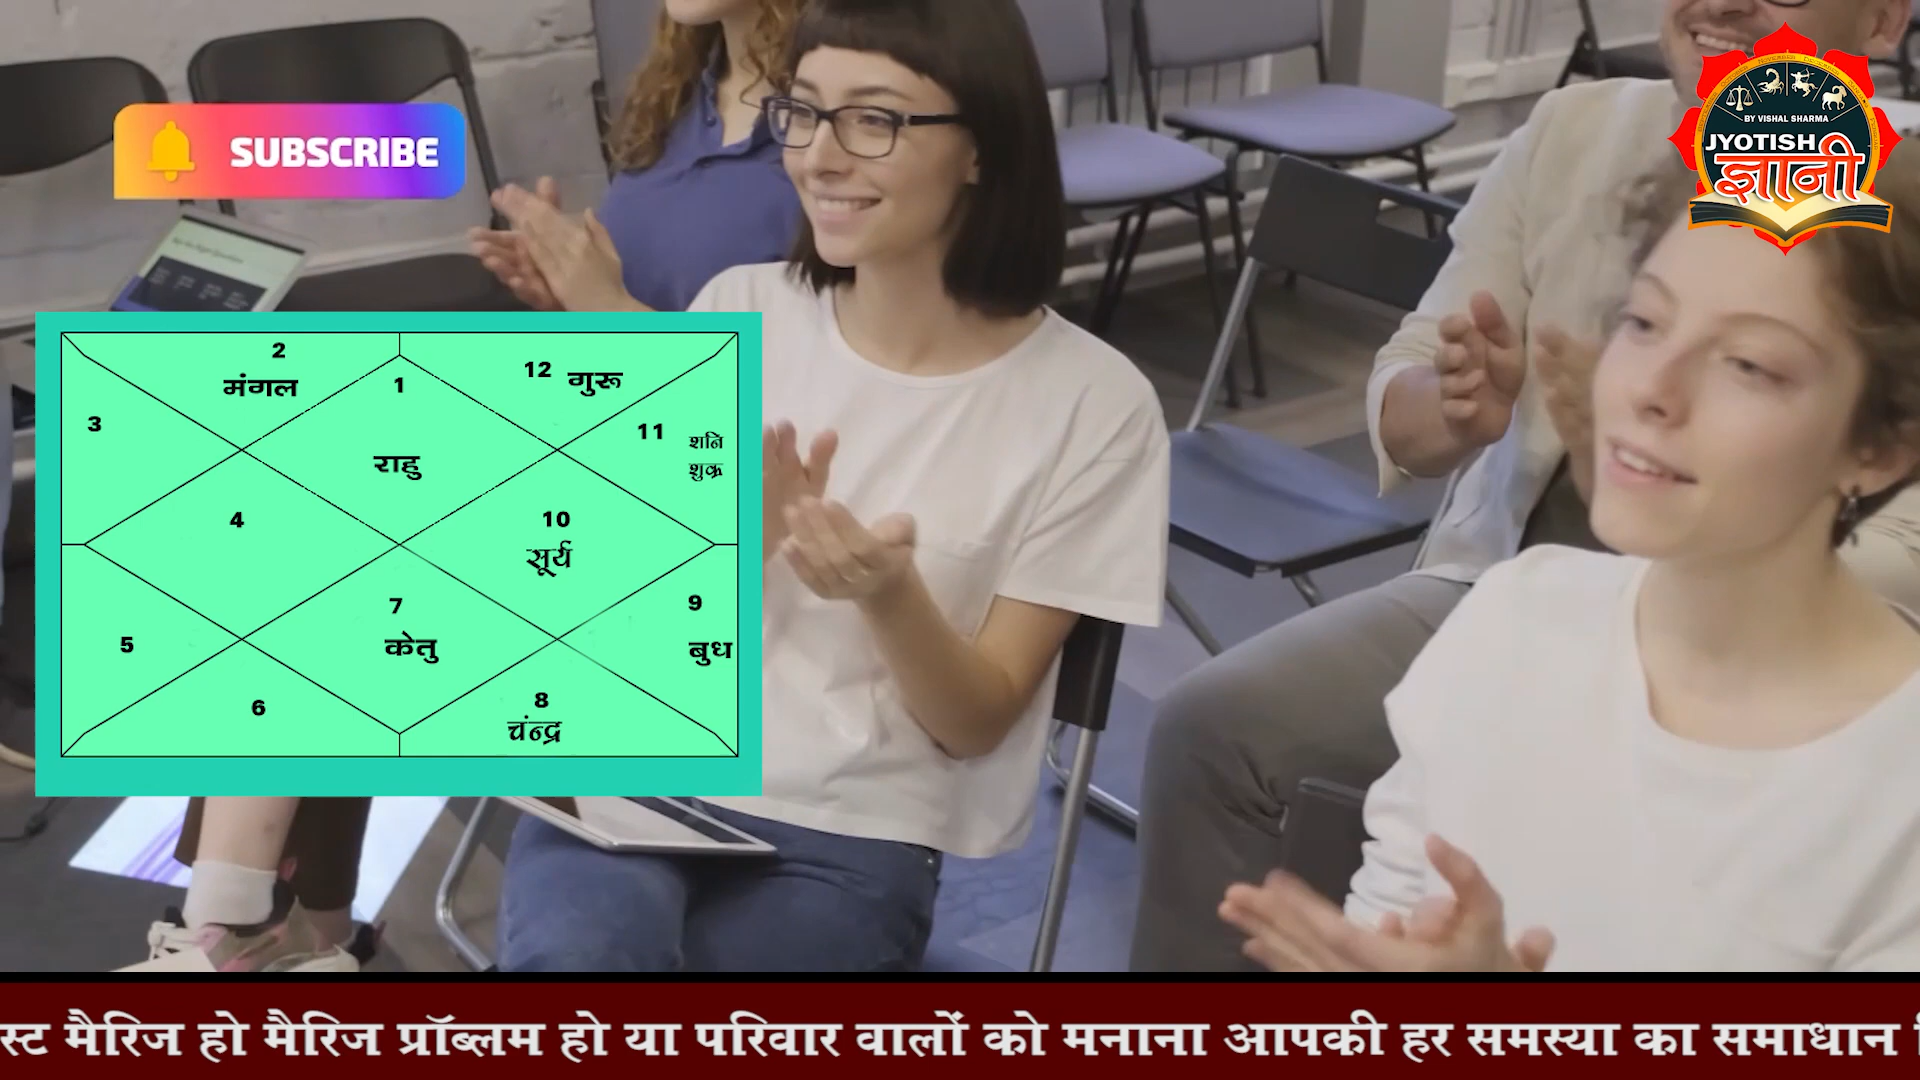 SUBSCRIBE
BY VISHAL SHARMA
JYOTISH
ज्ञानी
2
मंगल
1
12 गुरू
3
11
शनि
शुक्र
राहु
4
10
सूर्य
7
केतु
9
बुध
5
6
8
चंन्द्र
स्ट मैरिज हो मैरिज प्रॉब्लम हो या परिवार वालों को मनाना आपकी हर समस्या का समाधान